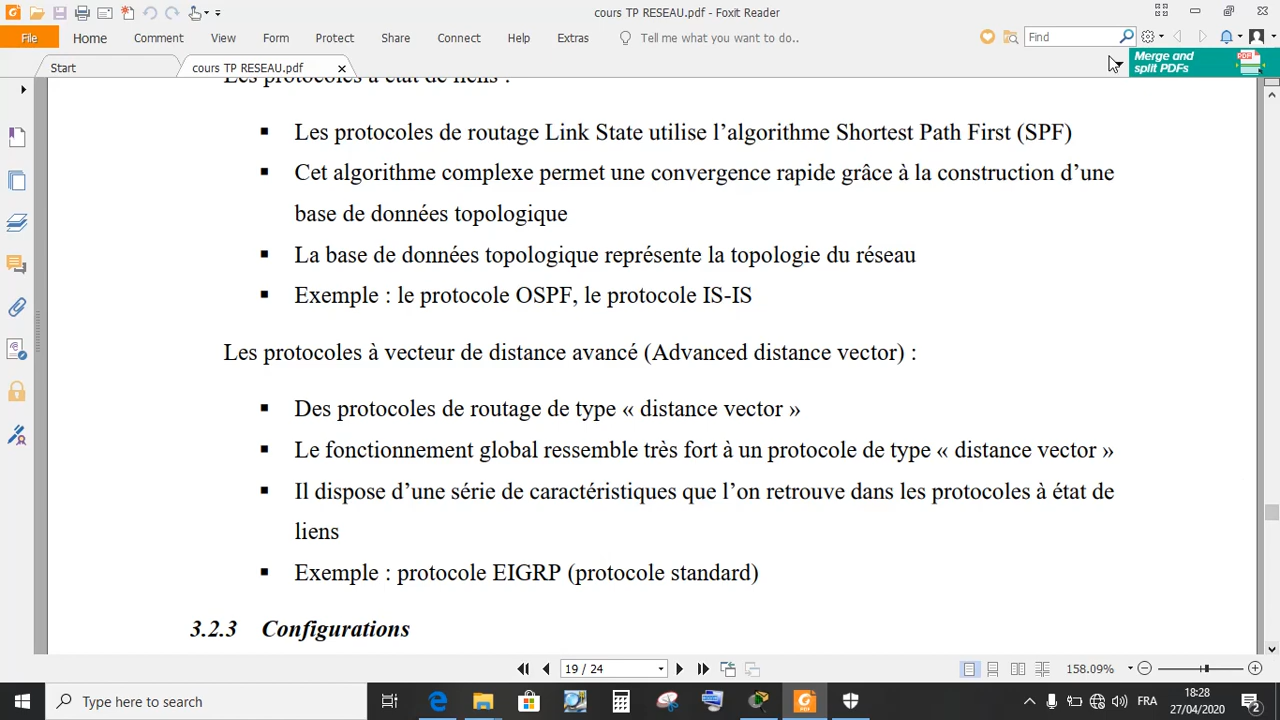 cours TP RESEAU.pdf - Foxit Reader
File Home Comment View Form Protect Share Connect Help Extras Tell me what you want to do.. Find
Start cours TP RESEAU.pdf
Merge and
split PDFs
PDF
Les protocoles à état de liens :
▪ Les protocoles de routage Link State utilise l’algorithme Shortest Path First (SPF)
▪ Cet algorithme complexe permet une convergence rapide grâce à la construction d’une
base de données topologique
▪ La base de données topologique représente la topologie du réseau
▪ Exemple : le protocole OSPF, le protocole IS-IS
Les protocoles à vecteur de distance avancé (Advanced distance vector) :
▪ Des protocoles de routage de type « distance vector »
▪ Le fonctionnement global ressemble très fort à un protocole de type « distance vector »
▪ Il dispose d’une série de caractéristiques que l’on retrouve dans les protocoles à état de
liens
▪ Exemple : protocole EIGRP (protocole standard)
3.2.3 Configurations
19 / 24
158.09%
Type here to search
FRA
18:28
27/04/2020
2